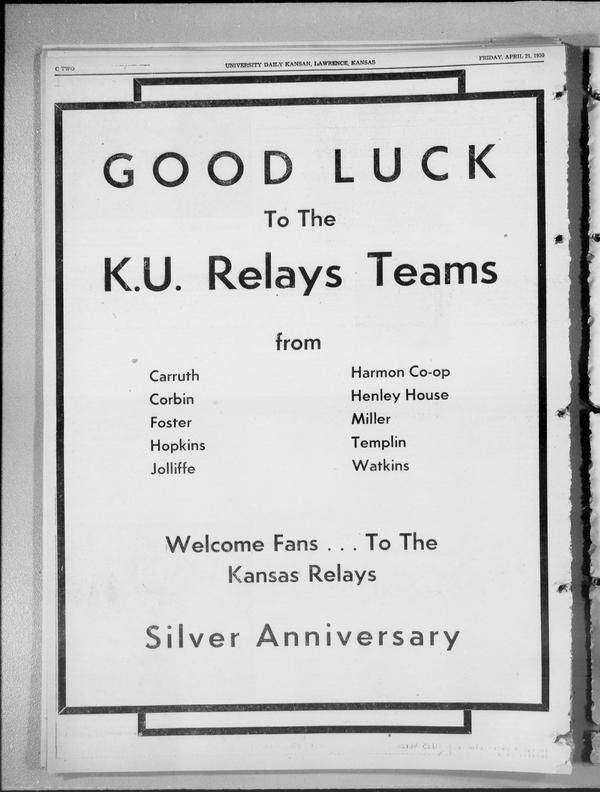 C TWO
UNIVERSITY DAILY KANSAN, LAWRENCE, KANSAS
FRIDAY, APRIL 21, 1950
GOOD LUCK
To The
K.U. Relays Teams
from
Carruth
Corbin
Foster
Hopkins
Jolliffe
Harmon Co-op
Henley House
Miller
Templin
Watkins
Welcome Fans . . . To The
Kansas Relays
Silver Anniversary